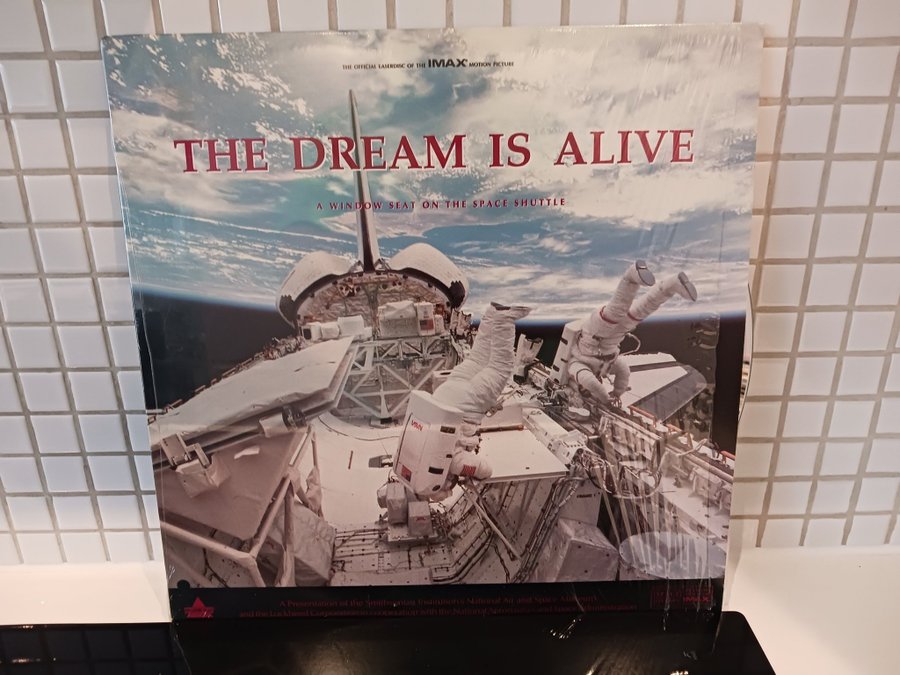 THE OFFICIAL LASERDISC OF THE IMAX® MOTION PICTURE
THE DREAM IS ALIVE
A WINDOW SEAT ON THE SPACE SHUTTLE
A Presentation of the Smithsonian Institution's National Air and Space Museum
and the Lockheed Corporation in cooperation with the National Aeronautics and Space Administration
IMAX